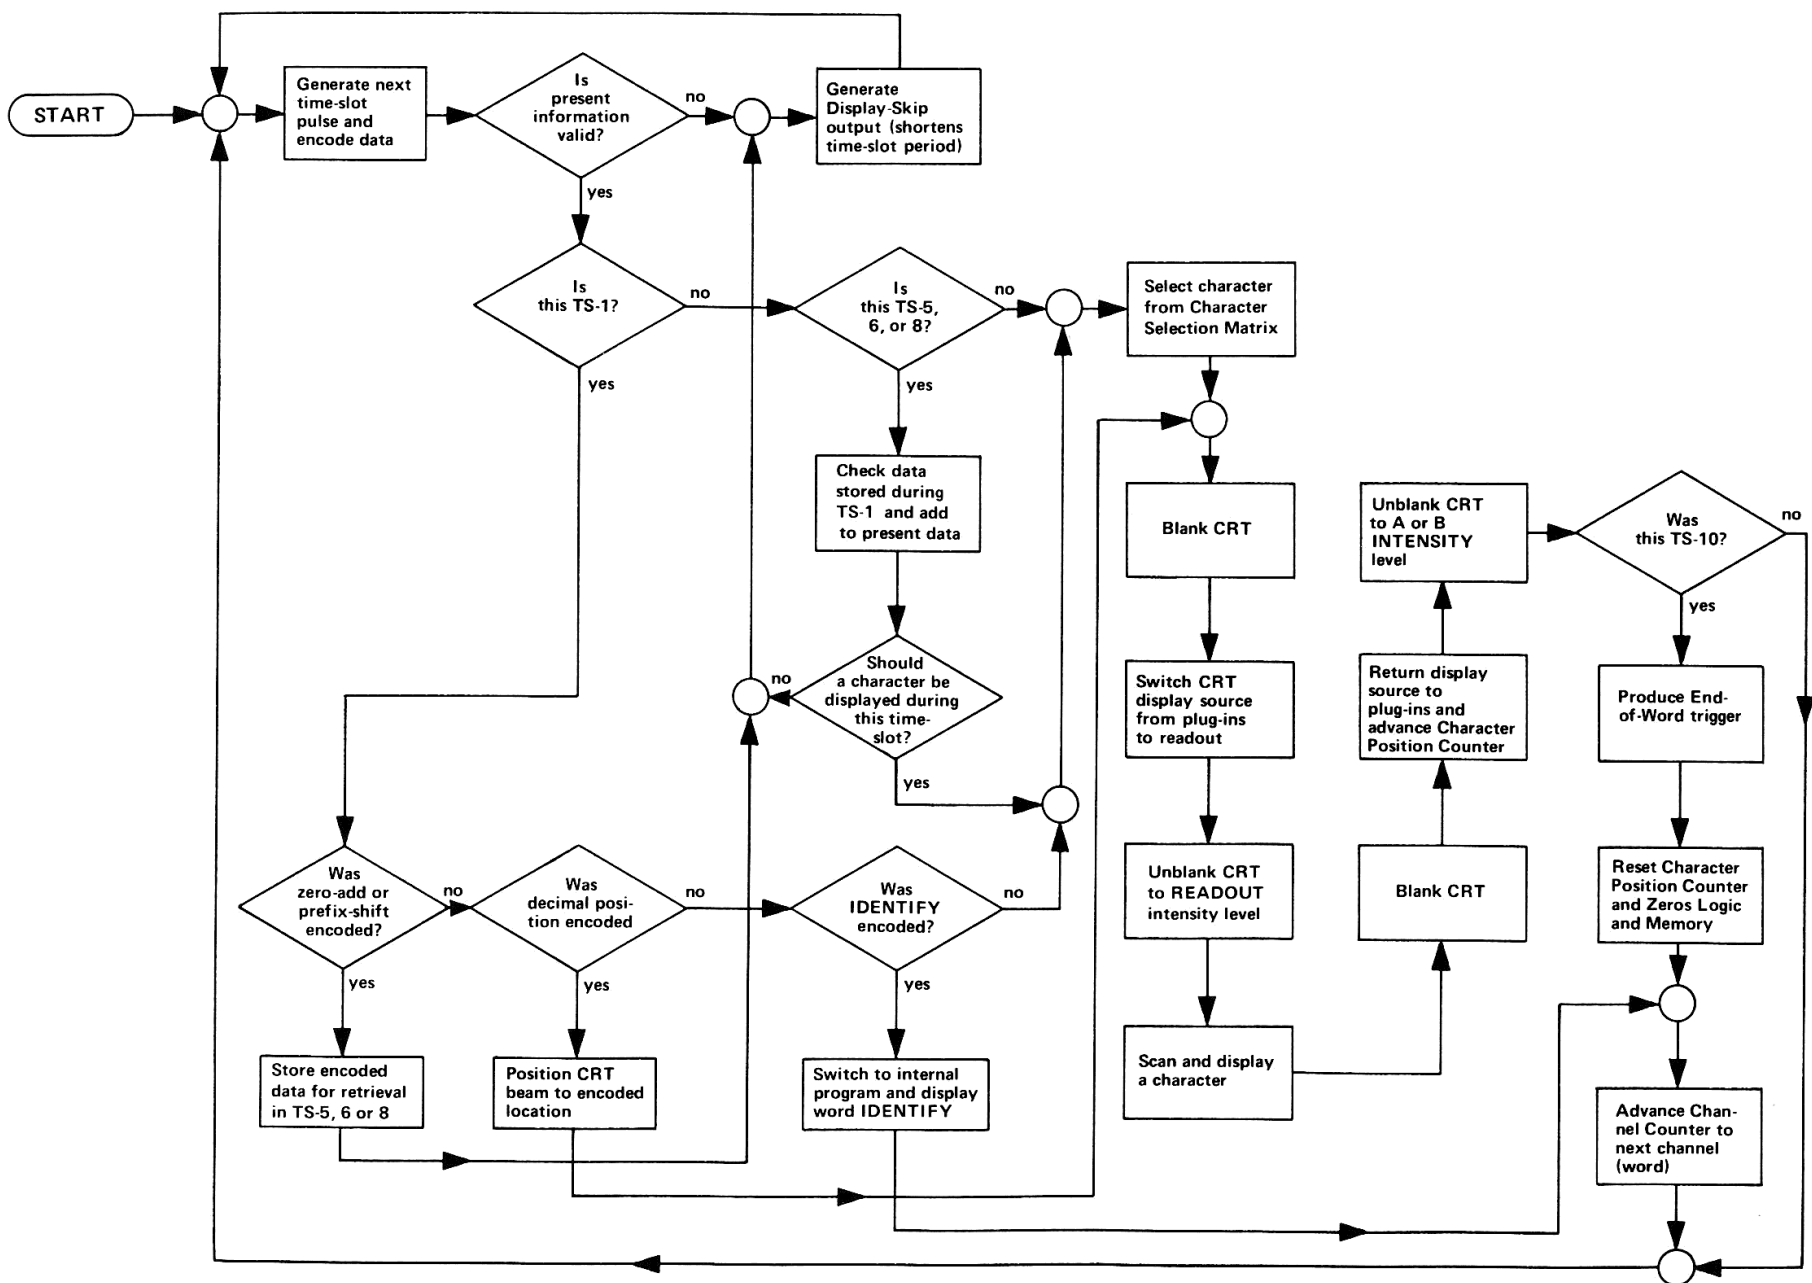 START
Generate next
time-slot
pulse and
encode data
Is
present
information
valid?
no
yes
Generate
Display-Skip
output (shortens
time-slot period)
Is
this TS-1?
no
yes
Is
this TS-5,
6, or 8?
no
yes
Select character
from Character
Selection Matrix
Check data
stored during
TS-1 and add
to present data
Should
a character be
displayed during
this time-
slot?
no
yes
Blank CRT
Switch CRT
display source
from plug-ins
to readout
Unblank CRT
to READOUT
intensity level
Scan and display
a character
Blank CRT
Return display
source to
plug-ins and
advance Character
Position Counter
Unblank CRT
to A or B
INTENSITY
level
Was
this TS-10?
no
yes
Produce End-
of-Word trigger
Reset Character
Position Counter
and Zeros Logic
and Memory
Advance Chan-
nel Counter to
next channel
(word)
Was
zero-add or
prefix-shift
encoded?
no
yes
Was
decimal posi-
tion encoded
no
yes
Was
IDENTIFY
encoded?
no
yes
Store encoded
data for retrieval
in TS-5, 6 or 8
Position CRT
beam to encoded
location
Switch to internal
program and display
word IDENTIFY